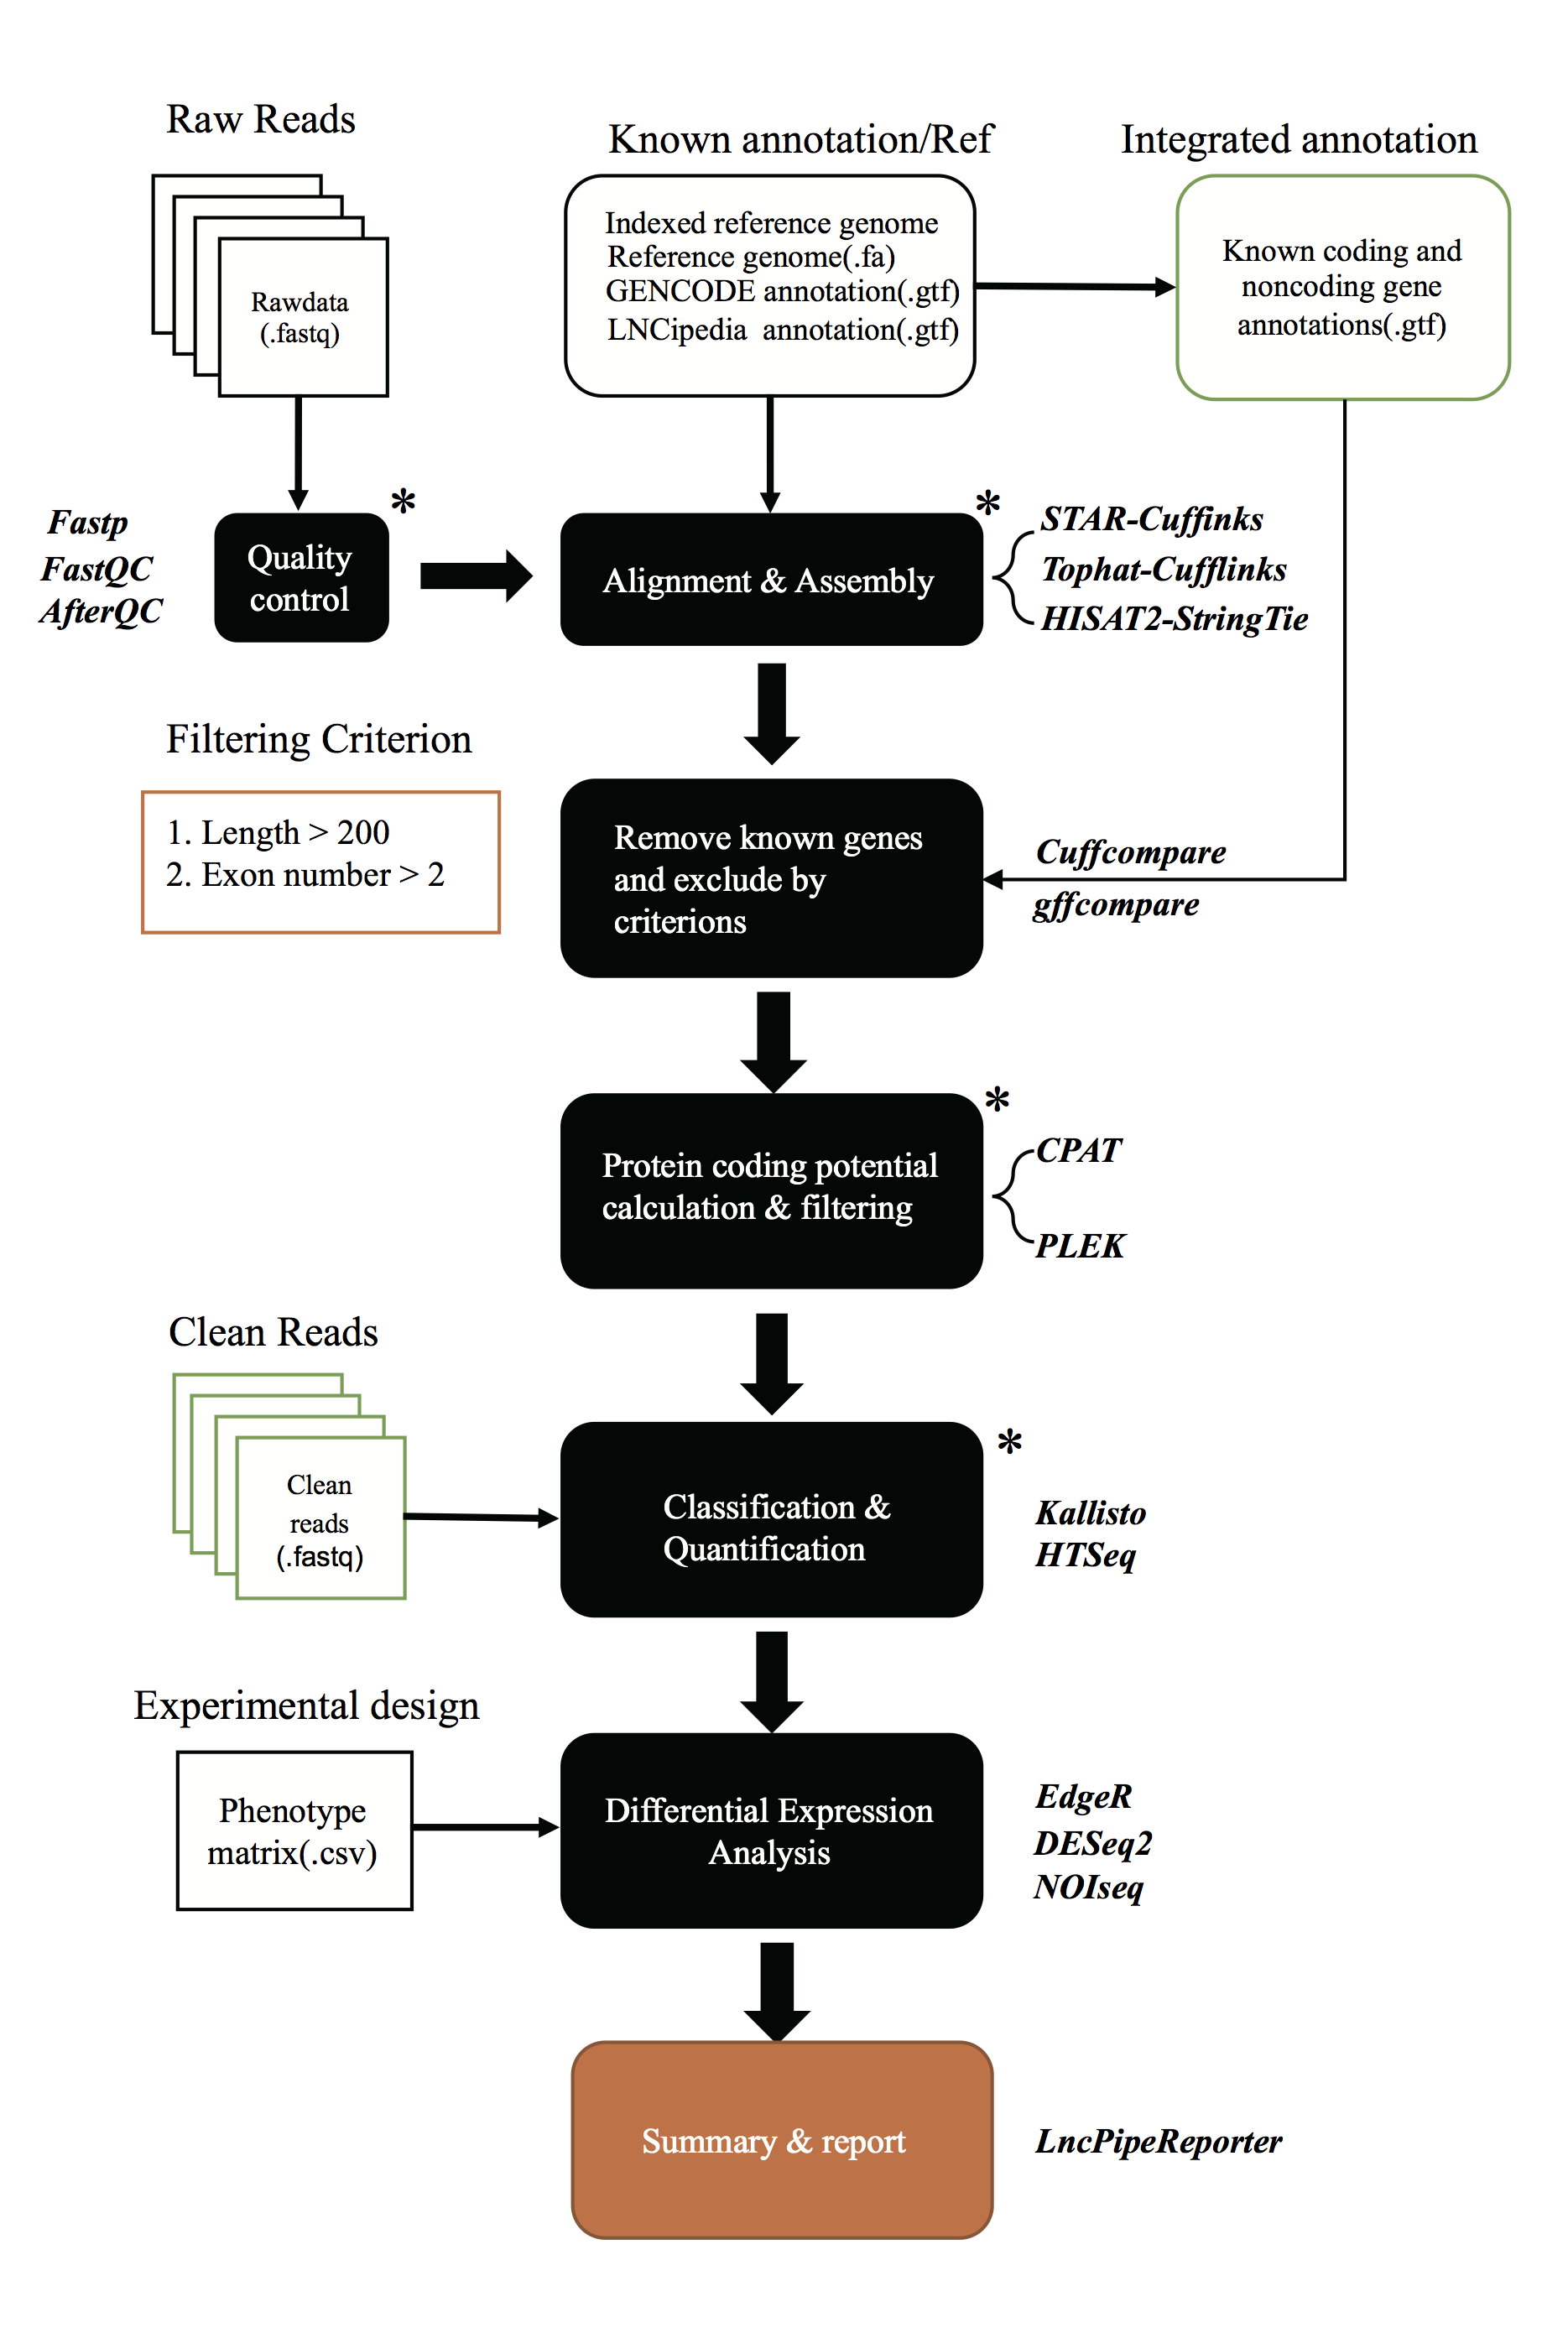 Raw Reads
Known annotation/Ref
Integrated annotation
Rawdata
(.fastq)
Indexed reference genome
Reference genome(.fa)
GENCODE annotation(.gtf)
LNCipedia annotation(.gtf)
Known coding and
noncoding gene
annotations(.gtf)
Fastp
FastQC
AfterQC
Quality
control
*
Alignment & Assembly
*
STAR-Cuffinks
Tophat-Cufflinks
HISAT2-StringTie
Filtering Criterion
1. Length > 200
2. Exon number > 2
Remove known genes
and exclude by
criterions
Cuffcompare
gffcompare
Protein coding potential
calculation & filtering
*
CPAT
PLEK
Clean Reads
Clean
reads
(.fastq)
Classification &
Quantification
*
Kallisto
HTSeq
Experimental design
Phenotype
matrix(.csv)
Differential Expression
Analysis
EdgeR
DESeq2
NOIseq
Summary & report
LncPipeReporter